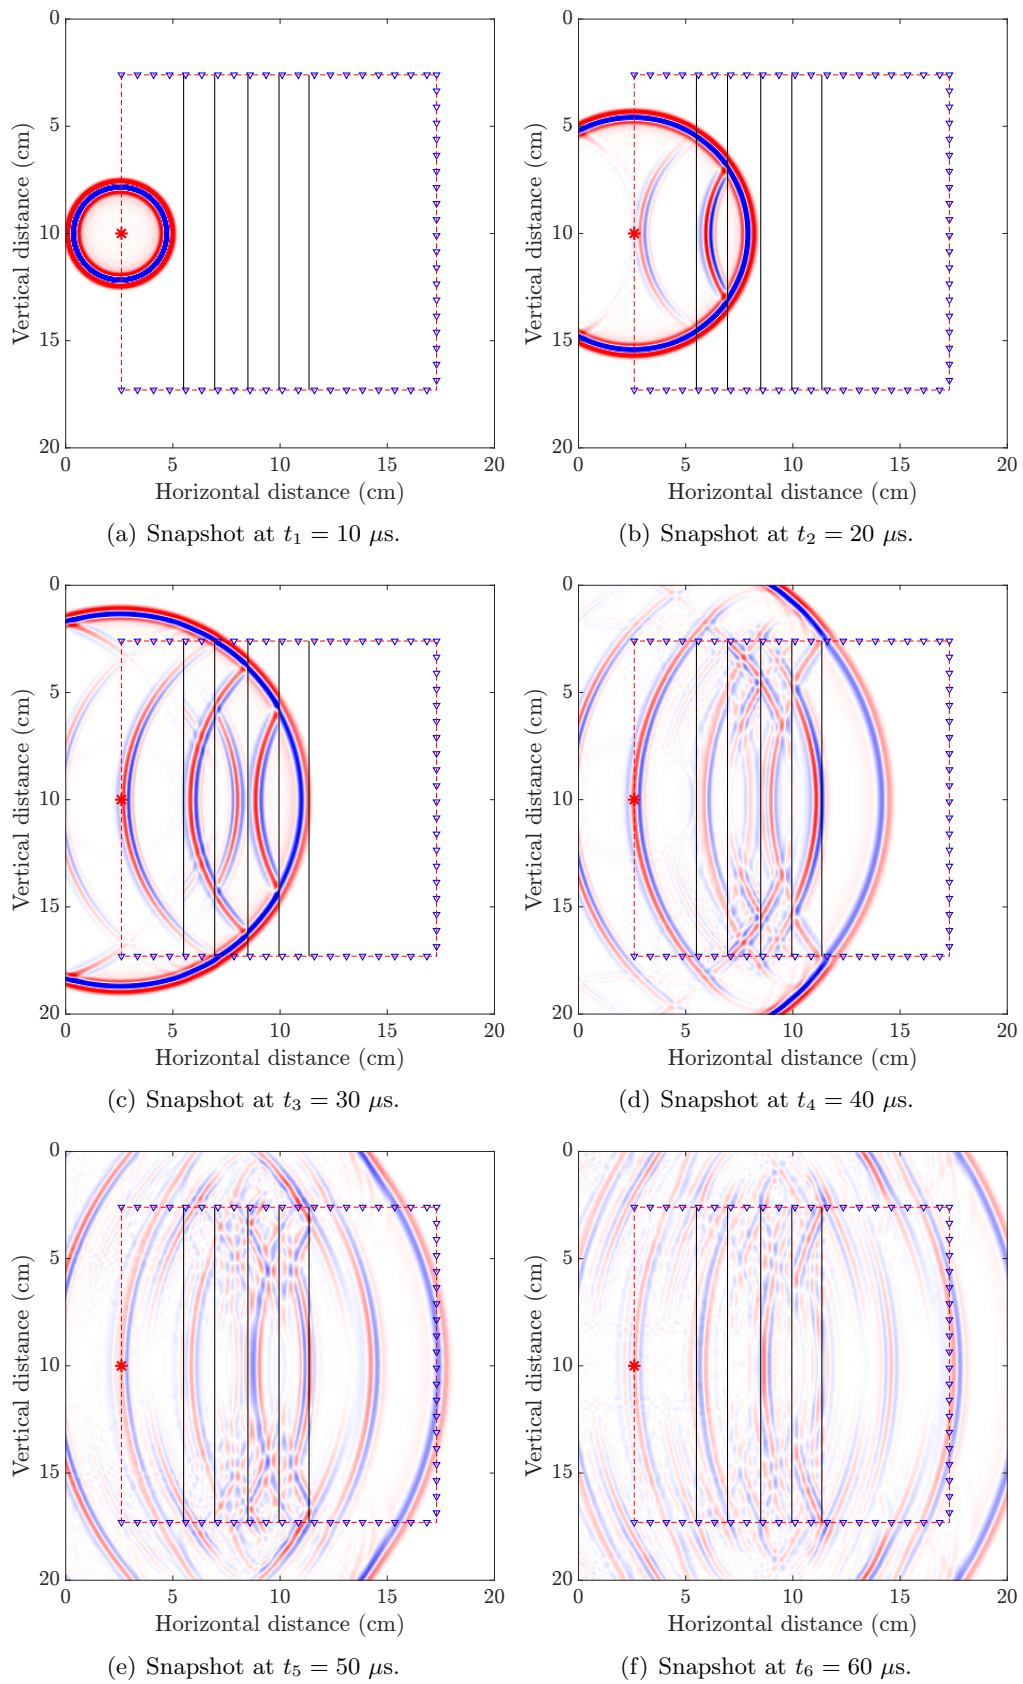 0
5
10
15
20
Vertical distance (cm)
0 5 10 15 20
Horizontal distance (cm)
(a) Snapshot at t₁ = 10 μs.
0
5
10
15
20
Vertical distance (cm)
0 5 10 15 20
Horizontal distance (cm)
(b) Snapshot at t₂ = 20 μs.
0
5
10
15
20
Vertical distance (cm)
0 5 10 15 20
Horizontal distance (cm)
(c) Snapshot at t₃ = 30 μs.
0
5
10
15
20
Vertical distance (cm)
0 5 10 15 20
Horizontal distance (cm)
(d) Snapshot at t₄ = 40 μs.
0
5
10
15
20
Vertical distance (cm)
0 5 10 15 20
Horizontal distance (cm)
(e) Snapshot at t₅ = 50 μs.
0
5
10
15
20
Vertical distance (cm)
0 5 10 15 20
Horizontal distance (cm)
(f) Snapshot at t₆ = 60 μs.